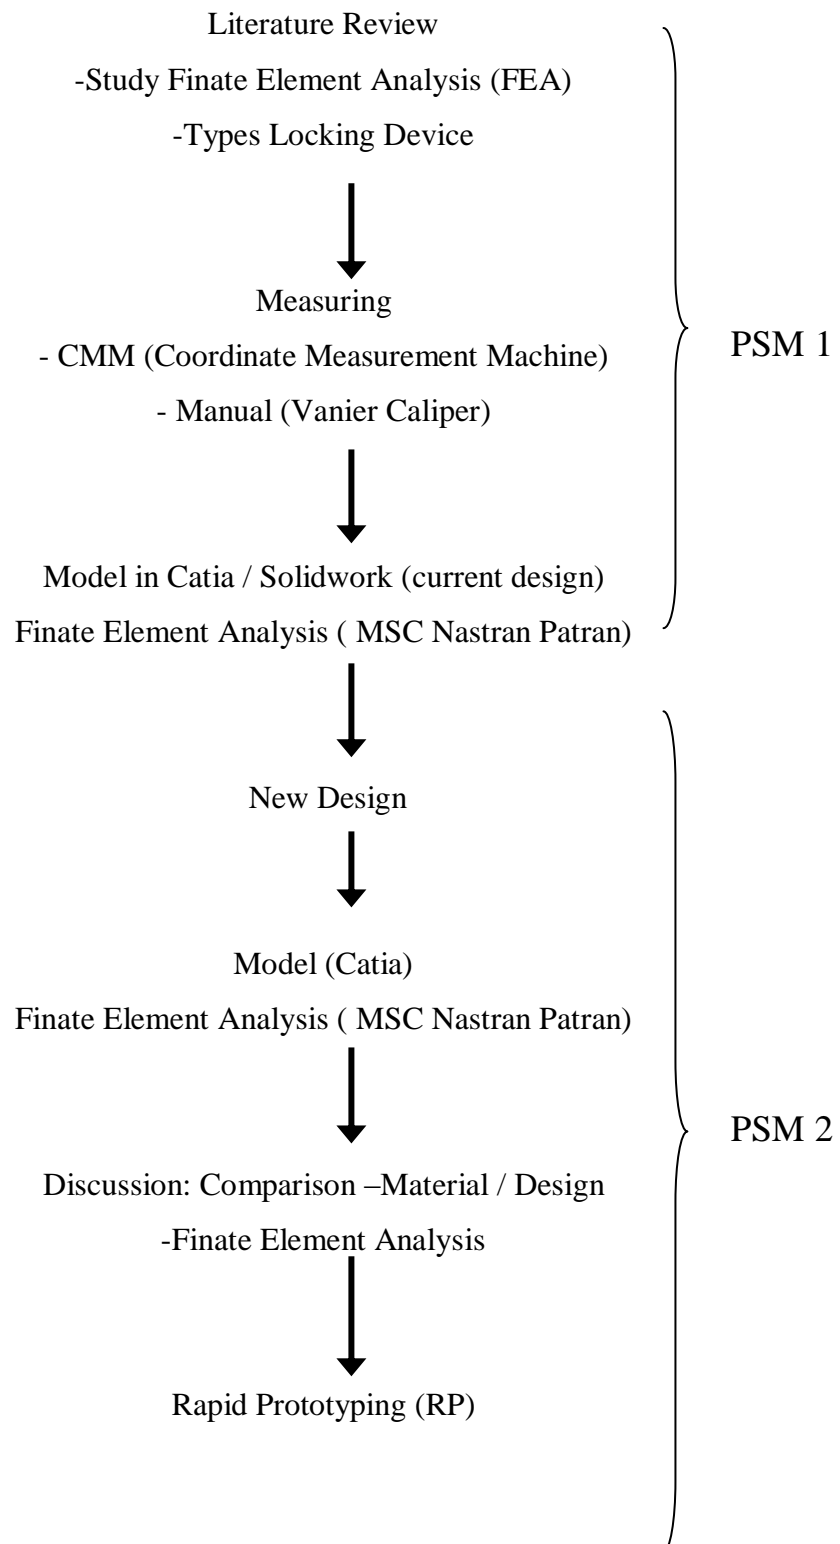 Literature Review
-Study Finate Element Analysis (FEA)
-Types Locking Device
Measuring
- CMM (Coordinate Measurement Machine)
- Manual (Vanier Caliper)
PSM 1
Model in Catia / Solidwork (current design)
Finate Element Analysis ( MSC Nastran Patran)
New Design
Model (Catia)
Finate Element Analysis ( MSC Nastran Patran)
PSM 2
Discussion: Comparison –Material / Design
-Finate Element Analysis
Rapid Prototyping (RP)